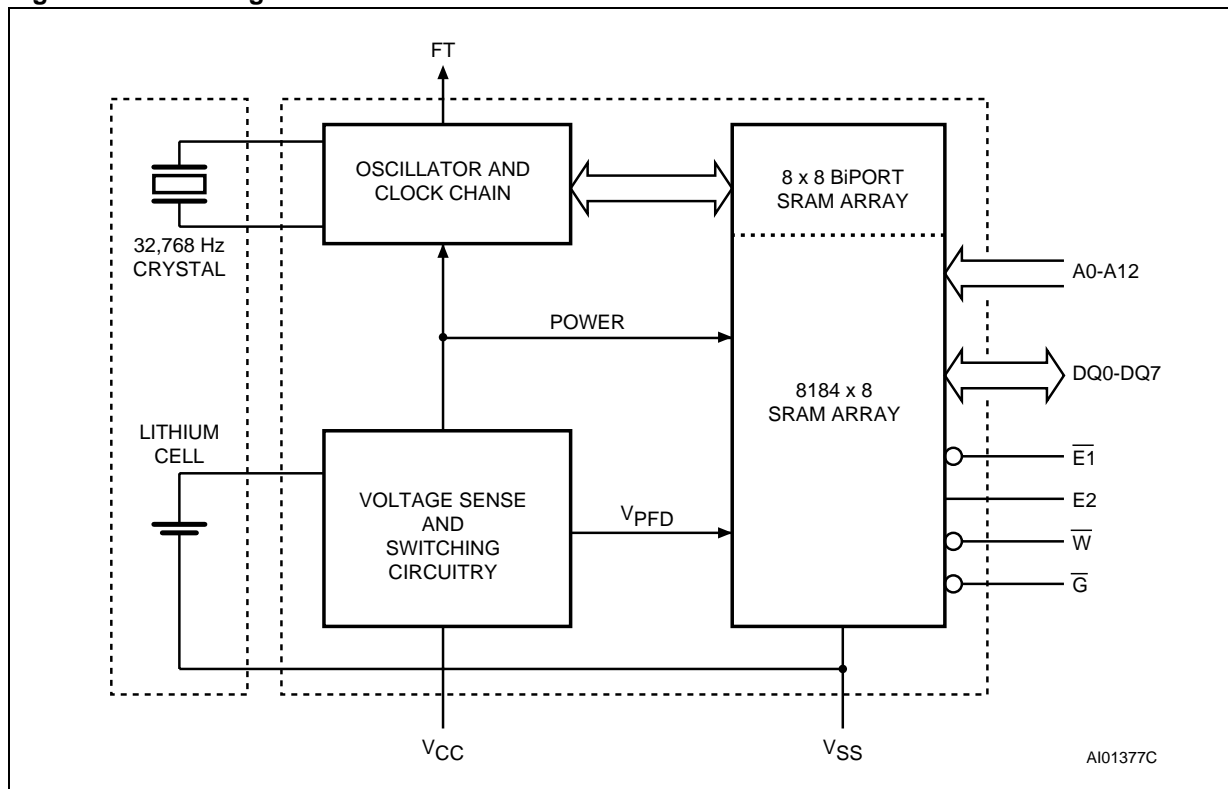 FT
OSCILLATOR AND
CLOCK CHAIN
8 x 8 BiPORT
SRAM ARRAY
32,768 Hz
CRYSTAL
A0-A12
POWER
8184 x 8
SRAM ARRAY
DQ0-DQ7
LITHIUM
CELL
VOLTAGE SENSE
AND
SWITCHING
CIRCUITRY
VPFD
E1
E2
W
G
VCC
VSS
AI01377C